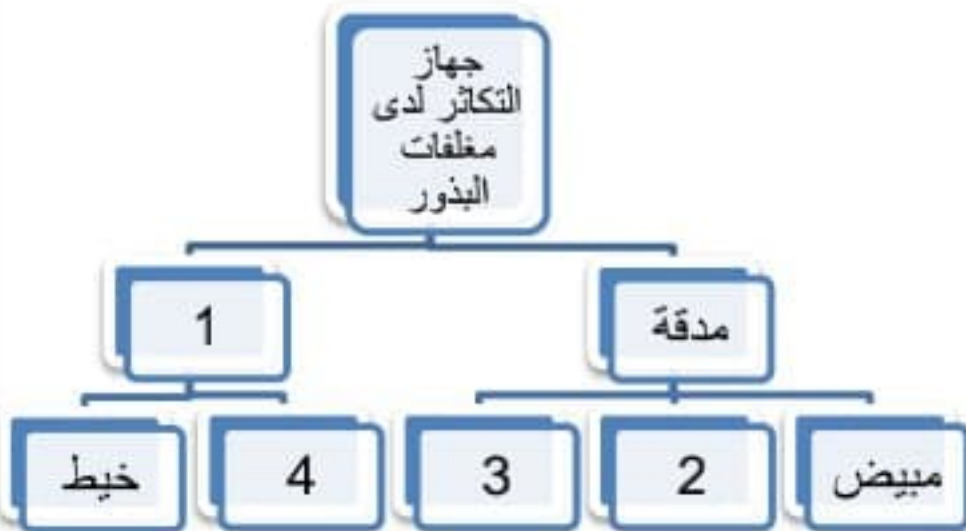 جهاز
التكاثر لدى
مغلفات
البذور
مدقة
1
مبيض
2
3
4
خيط